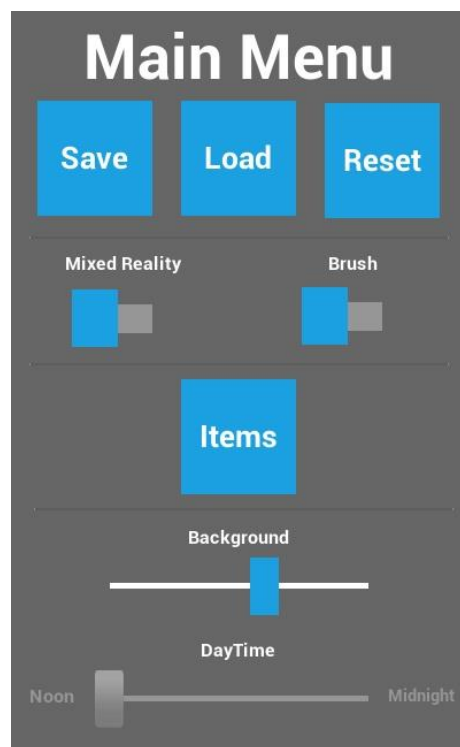 Main Menu
Save Load Reset
Mixed Reality Brush
Items
Background
DayTime
Noon Midnight